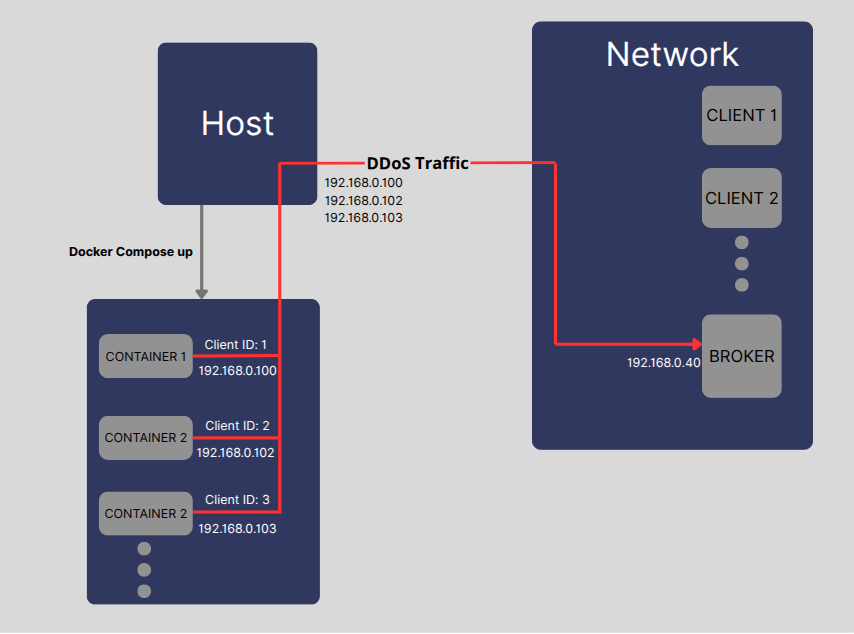 Host
Network
CLIENT 1
CLIENT 2
DDoS Traffic
192.168.0.100
192.168.0.102
192.168.0.103
Docker Compose up
CONTAINER 1
Client ID: 1
192.168.0.100
CONTAINER 2
Client ID: 2
192.168.0.102
CONTAINER 2
Client ID: 3
192.168.0.103
192.168.0.40
BROKER